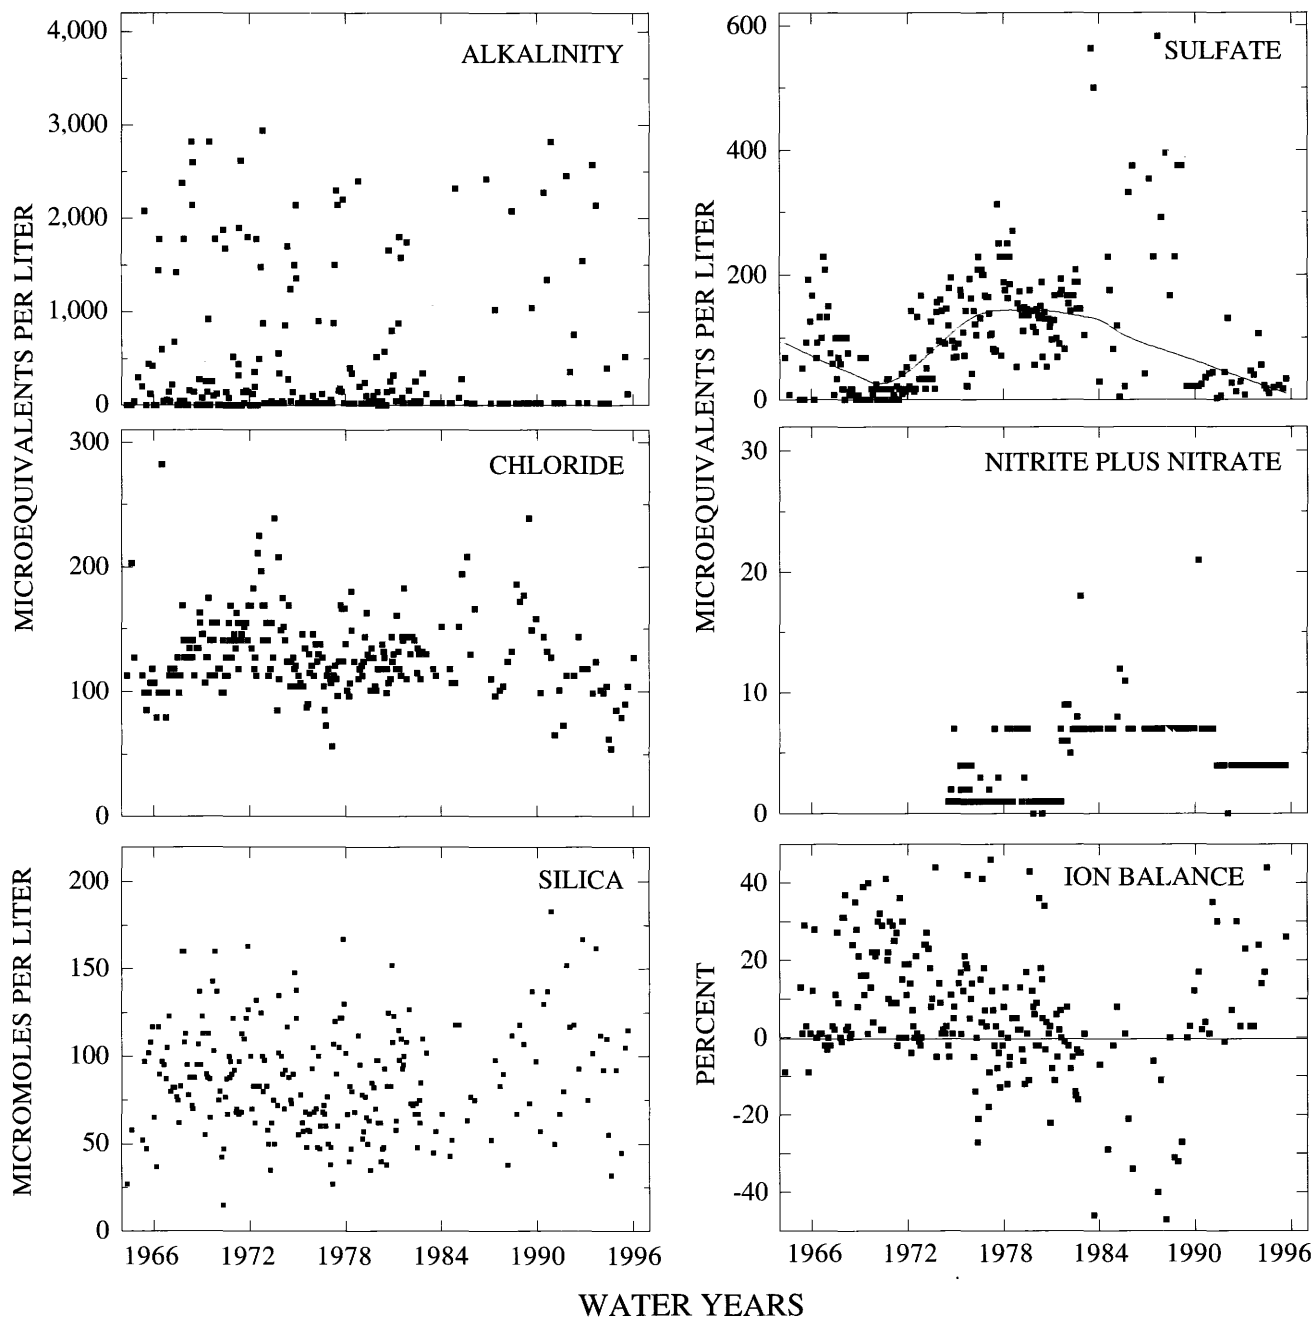 4,000
3,000
2,000
1,000
0
ALKALINITY
600
400
200
0
SULFATE
MICROEQUIVALENTS PER LITER
MICROEQUIVALENTS PER LITER
300
200
100
0
CHLORIDE
30
20
10
0
NITRITE PLUS NITRATE
200
150
100
50
0
SILICA
MICROMOLES PER LITER
40
20
0
-20
-40
ION BALANCE
PERCENT
1966 1972 1978 1984 1990 1996
1966 1972 1978 1984 1990 1996
WATER YEARS